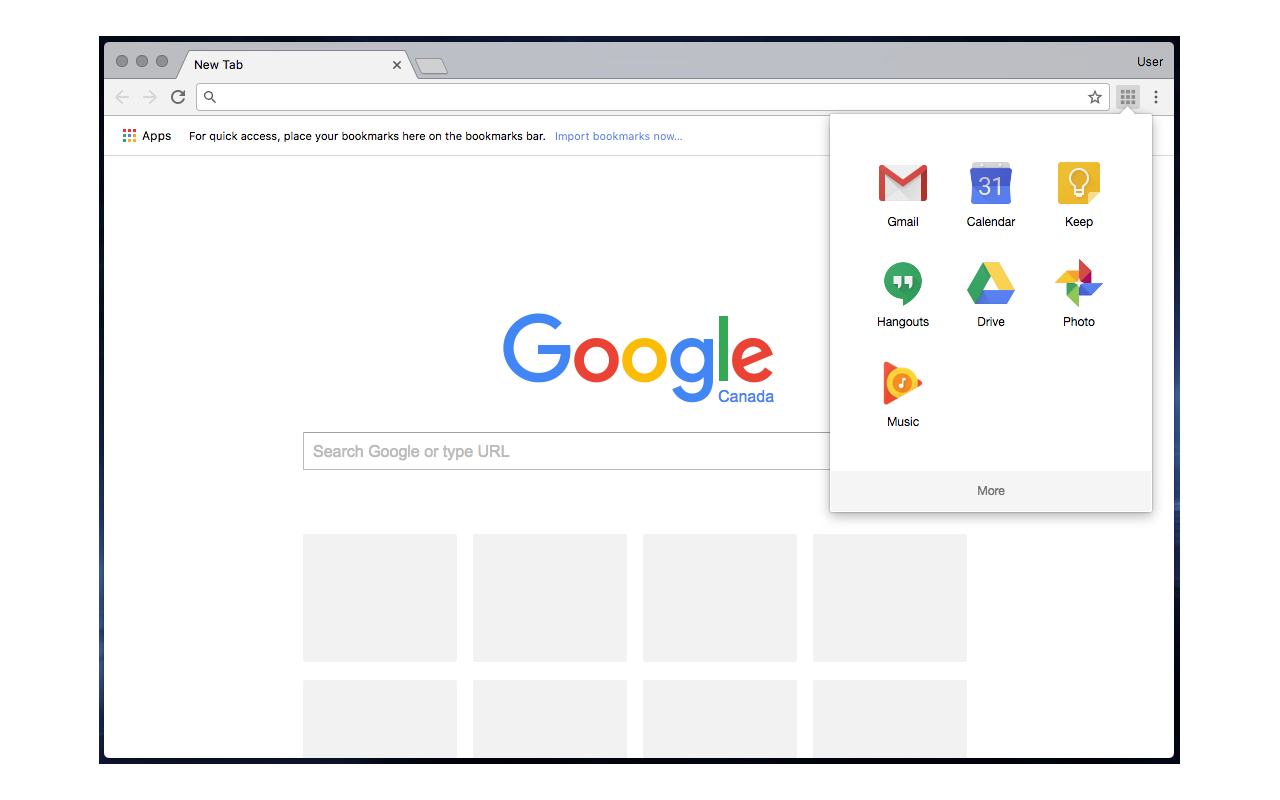 New Tab
User
Apps
For quick access, place your bookmarks here on the bookmarks bar. Import bookmarks now...
31
Gmail
Calendar
Keep
Hangouts
Drive
Photo
Music
More
Google
Canada
Search Google or type URL